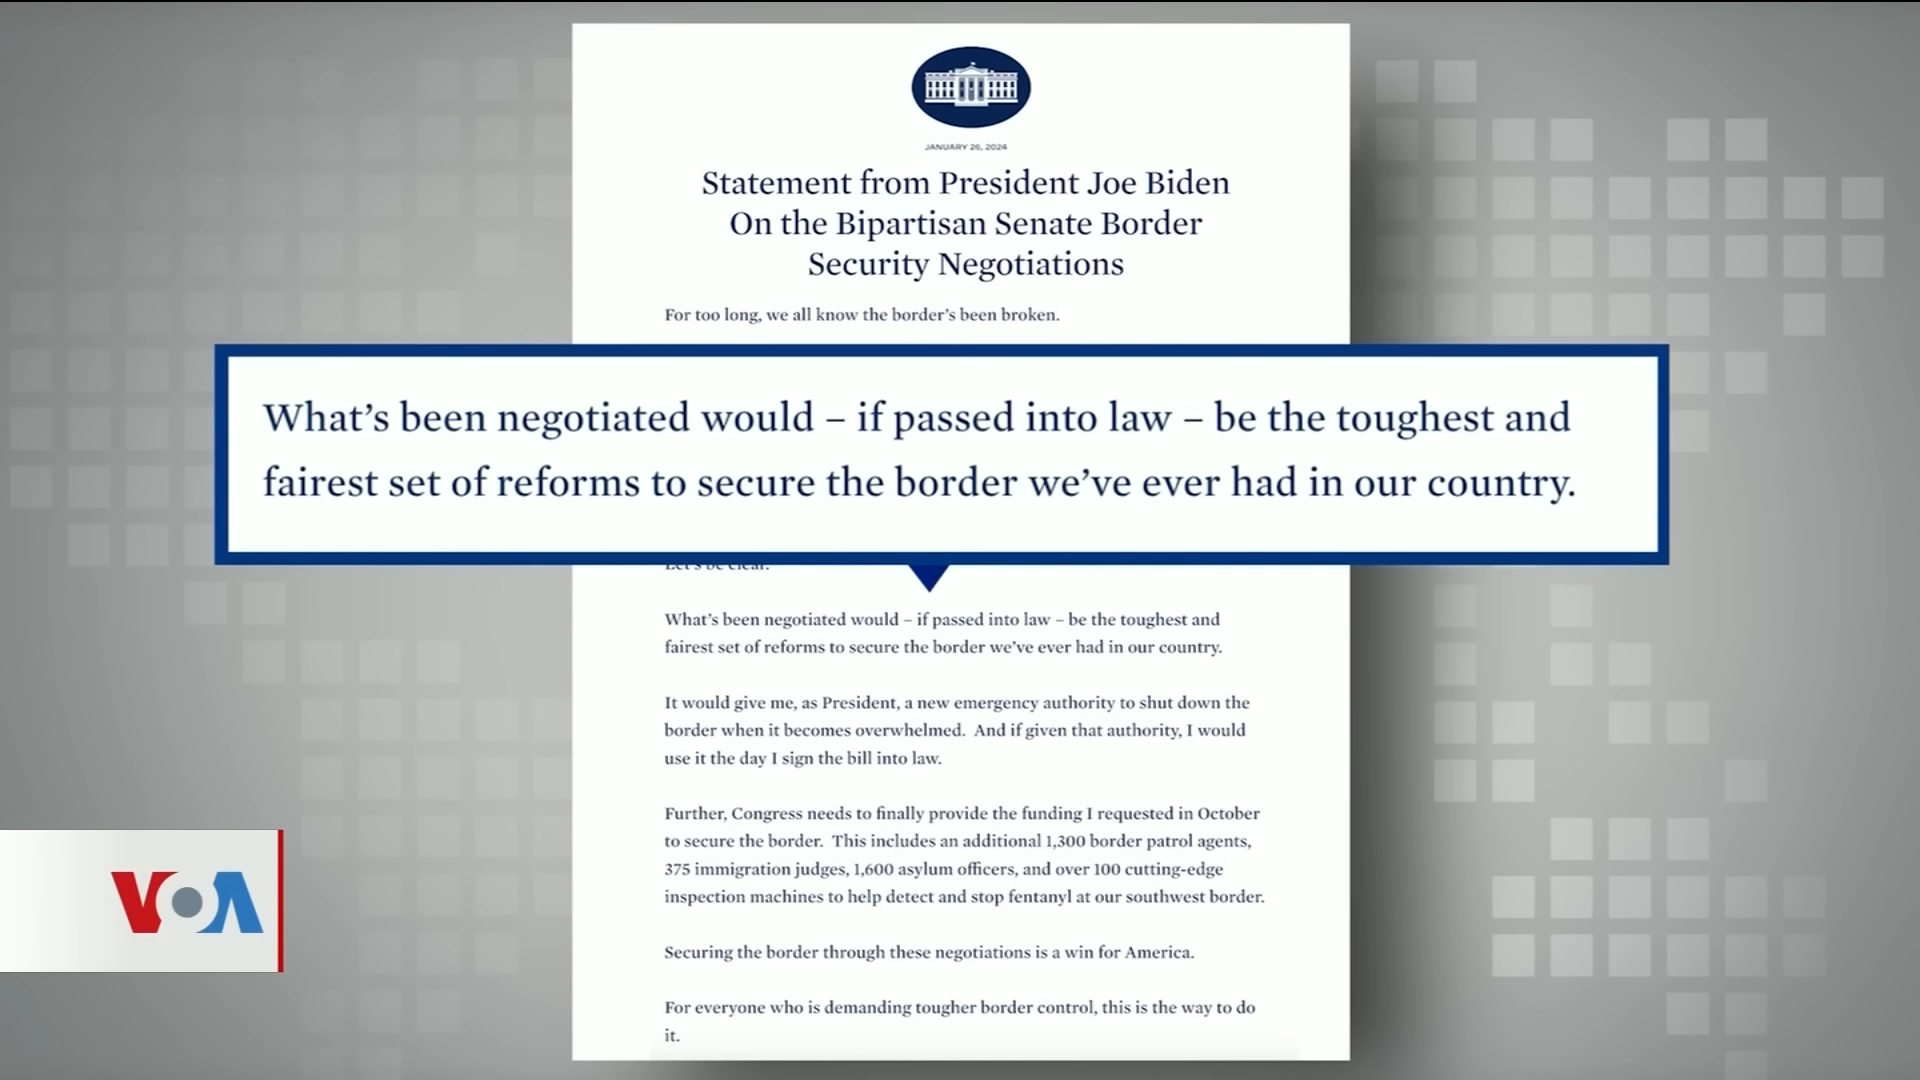 JANUARY 26, 2024
Statement from President Joe Biden
On the Bipartisan Senate Border
Security Negotiations
For too long, we all know the border's been broken.
What's been negotiated would – if passed into law – be the toughest and
fairest set of reforms to secure the border we've ever had in our country.
Let's be clear.
What's been negotiated would – if passed into law – be the toughest and
fairest set of reforms to secure the border we've ever had in our country.
It would give me, as President, a new emergency authority to shut down the
border when it becomes overwhelmed.  And if given that authority, I would
use it the day I sign the bill into law.
Further, Congress needs to finally provide the funding I requested in October
to secure the border.  This includes an additional 1,300 border patrol agents,
375 immigration judges, 1,600 asylum officers, and over 100 cutting-edge
inspection machines to help detect and stop fentanyl at our southwest border.
Securing the border through these negotiations is a win for America.
For everyone who is demanding tougher border control, this is the way to do
it.
VOA